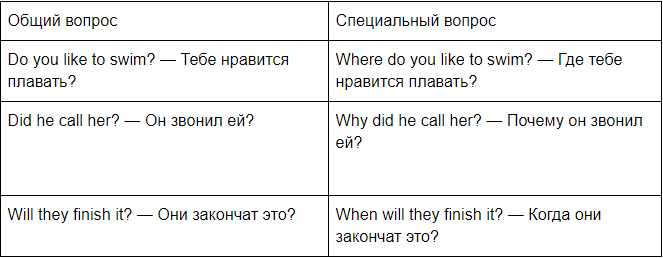 Общий вопрос
Специальный вопрос
Do you like to swim? — Тебе нравится
плавать?
Where do you like to swim? — Где тебе
нравится плавать?
Did he call her? — Он звонил ей?
Why did he call her? — Почему он звонил
ей?
Will they finish it? — Они закончат это?
When will they finish it? — Когда они
закончат это?